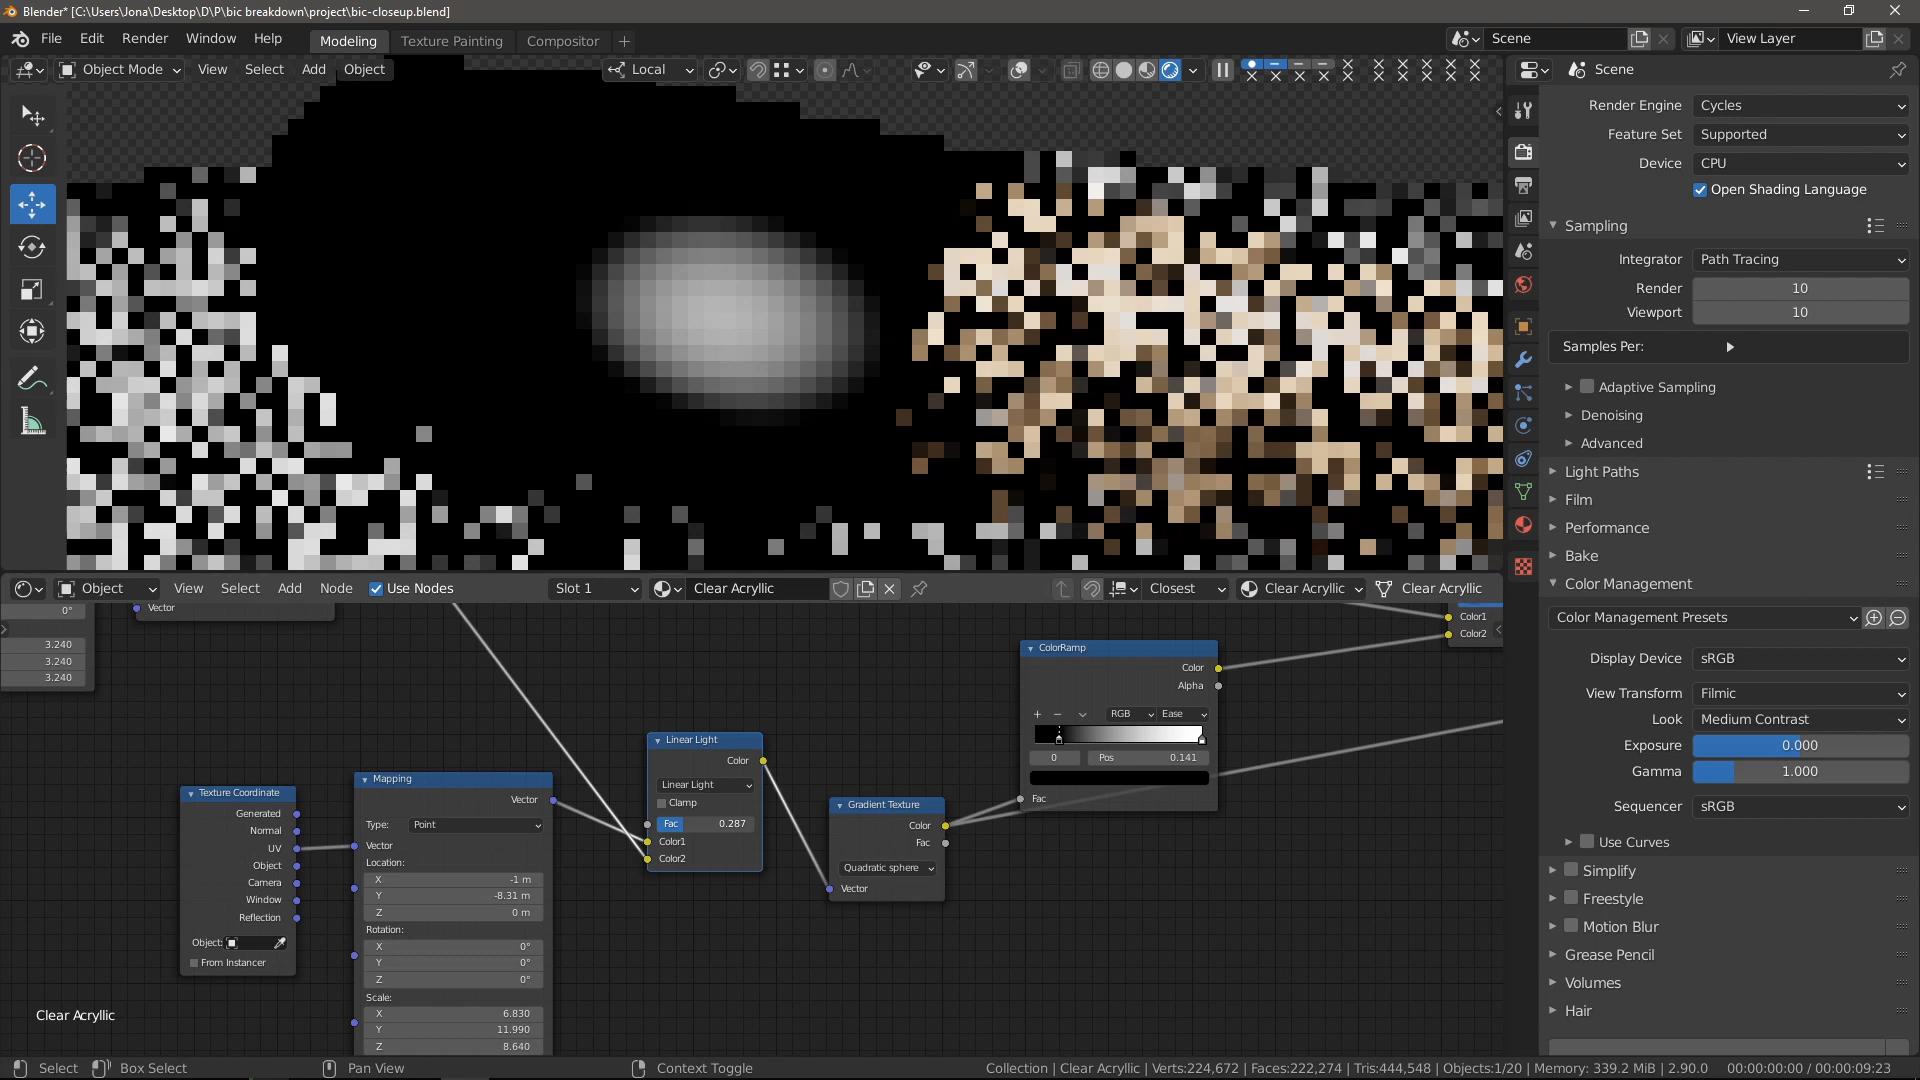 Blender* [C:\Users\Jona\Desktop\D\P\bic breakdown\project\bic-closeup.blend]
File Edit Render Window Help Modeling Texture Painting Compositor + Scene View Layer
Object Mode View Select Add Object Local Scene
Render Engine Cycles
Feature Set Supported
Device CPU
Open Shading Language
Sampling
Integrator Path Tracing
Render 10
Viewport 10
Samples Per:
Adaptive Sampling
Denoising
Advanced
Light Paths
Film
Performance
Bake
Color Management
Color Management Presets
Display Device sRGB
View Transform Filmic
Look Medium Contrast
Exposure 0.000
Gamma 1.000
Sequencer sRGB
Use Curves
Simplify
Freestyle
Motion Blur
Grease Pencil
Volumes
Hair
Object View Select Add Node Use Nodes Slot 1 Clear Acryllic Closest Clear Acryllic Clear Acryllic
0°
3.240
3.240
3.240
Vector
Color1
Color2
Texture Coordinate
Generated
Normal
UV
Object
Camera
Window
Reflection
Object:
From Instancer
Mapping
Vector
Type: Point
Vector
Location:
X -1 m
Y -8.31 m
Z 0 m
Rotation:
X 0°
Y 0°
Z 0°
Scale:
X 6.830
Y 11.990
Z 8.640
Linear Light
Color
Linear Light
Clamp
Fac 0.287
Color1
Color2
Gradient Texture
Color
Fac
Quadratic sphere
Vector
ColorRamp
Color
Alpha
+ − RGB Ease
0 Pos 0.141
Fac
Clear Acryllic
Select Box Select Pan View Context Toggle Collection | Clear Acryllic | Verts:224,672 | Faces:222,274 | Tris:444,548 | Objects:1/20 | Memory: 339.2 MiB | 2.90.0 00:00:00:00 / 00:00:09:23